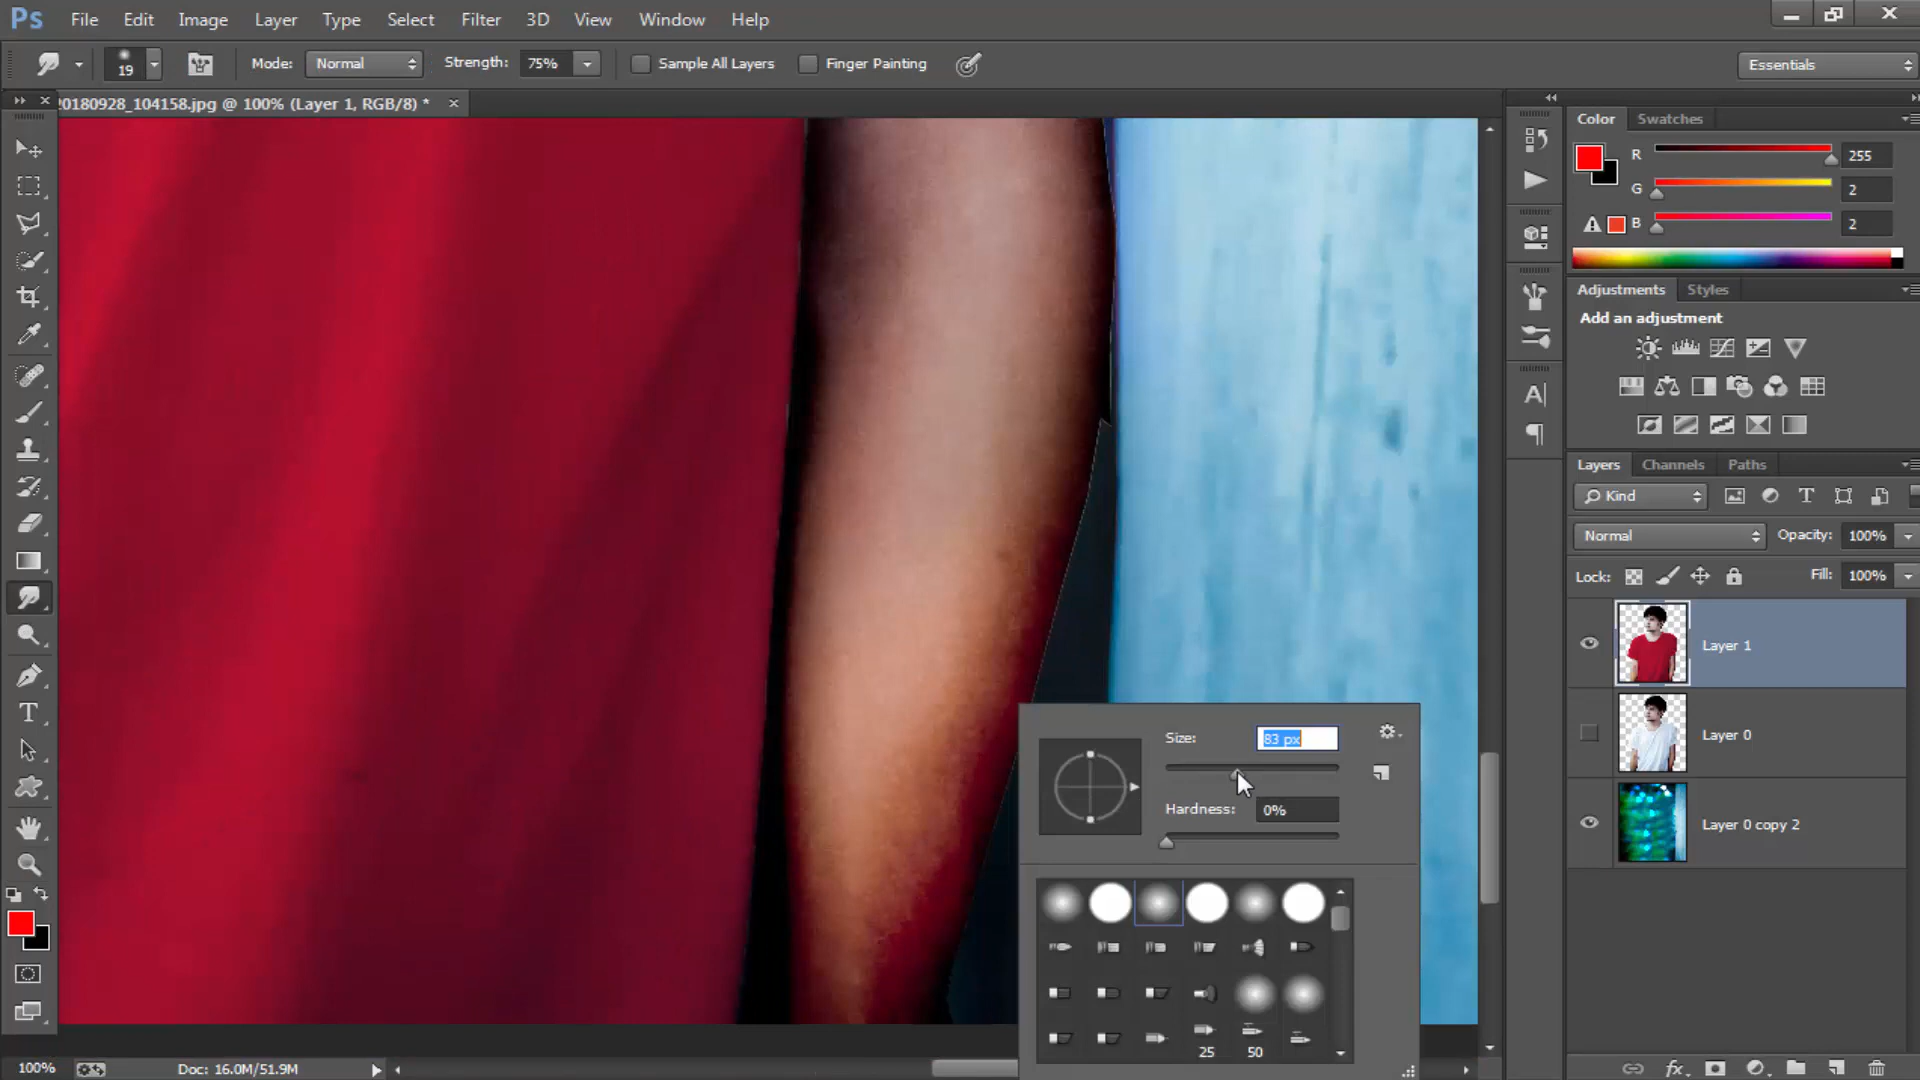 Ps File Edit Image Layer Type Select Filter 3D View Window Help
19 Mode: Normal Strength: 75% Sample All Layers Finger Painting Essentials
20180928_104158.jpg @ 100% (Layer 1, RGB/8) * ×
Color Swatches
R 255
G 2
B 2
Adjustments Styles
Add an adjustment
Layers Channels Paths
Kind
Normal Opacity: 100%
Lock: Fill: 100%
Layer 1
Layer 0
Layer 0 copy 2
Size: 83 px
Hardness: 0%
25 50
100% Doc: 16.0M/51.9M